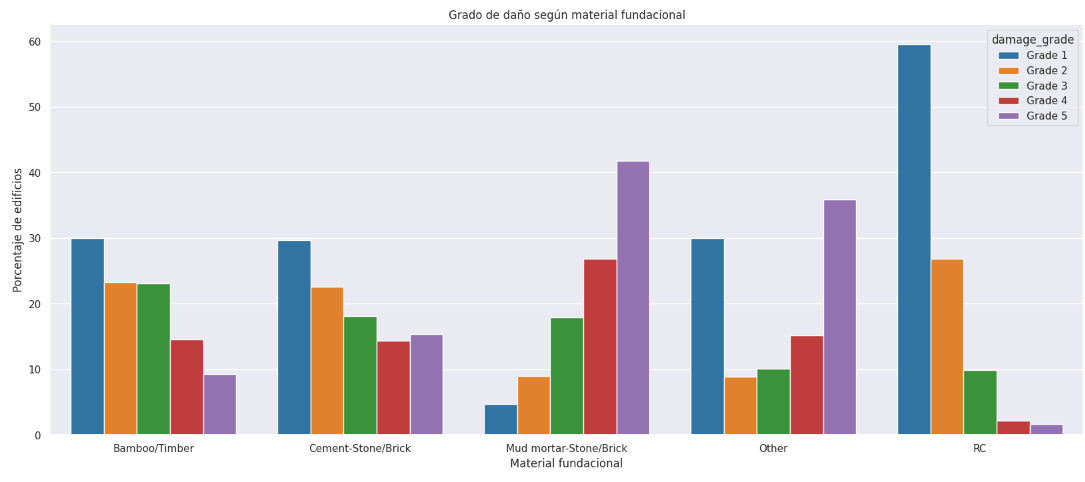 Grado de daño según material fundacional
damage_grade
Grade 1
Grade 2
Grade 3
Grade 4
Grade 5
Porcentaje de edificios
60
50
40
30
20
10
0
Bamboo/Timber
Cement-Stone/Brick
Mud mortar-Stone/Brick
Other
RC
Material fundacional